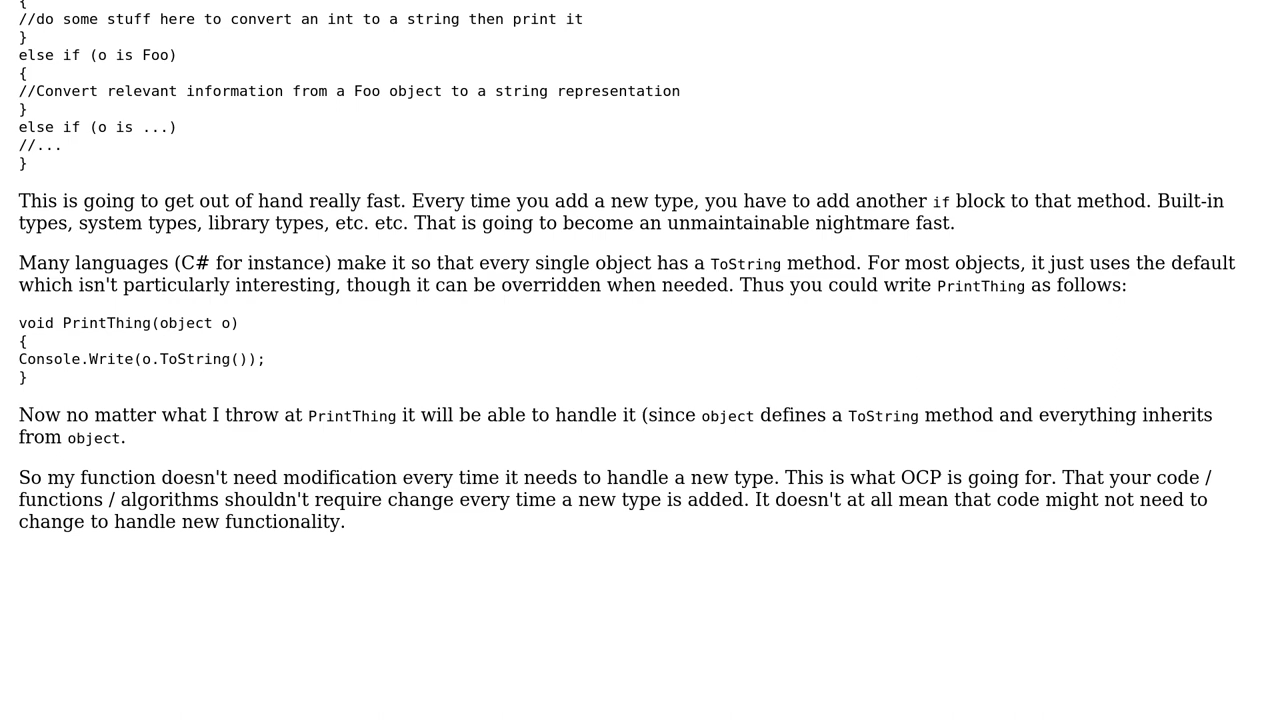 {
//do some stuff here to convert an int to a string then print it
}
else if (o is Foo)
{
//Convert relevant information from a Foo object to a string representation
}
else if (o is ...)
//...
}
This is going to get out of hand really fast. Every time you add a new type, you have to add another if block to that method. Built-in
types, system types, library types, etc. etc. That is going to become an unmaintainable nightmare fast.
Many languages (C# for instance) make it so that every single object has a ToString method. For most objects, it just uses the default
which isn't particularly interesting, though it can be overridden when needed. Thus you could write PrintThing as follows:
void PrintThing(object o)
{
Console.Write(o.ToString());
}
Now no matter what I throw at PrintThing it will be able to handle it (since object defines a ToString method and everything inherits
from object.
So my function doesn't need modification every time it needs to handle a new type. This is what OCP is going for. That your code /
functions / algorithms shouldn't require change every time a new type is added. It doesn't at all mean that code might not need to
change to handle new functionality.